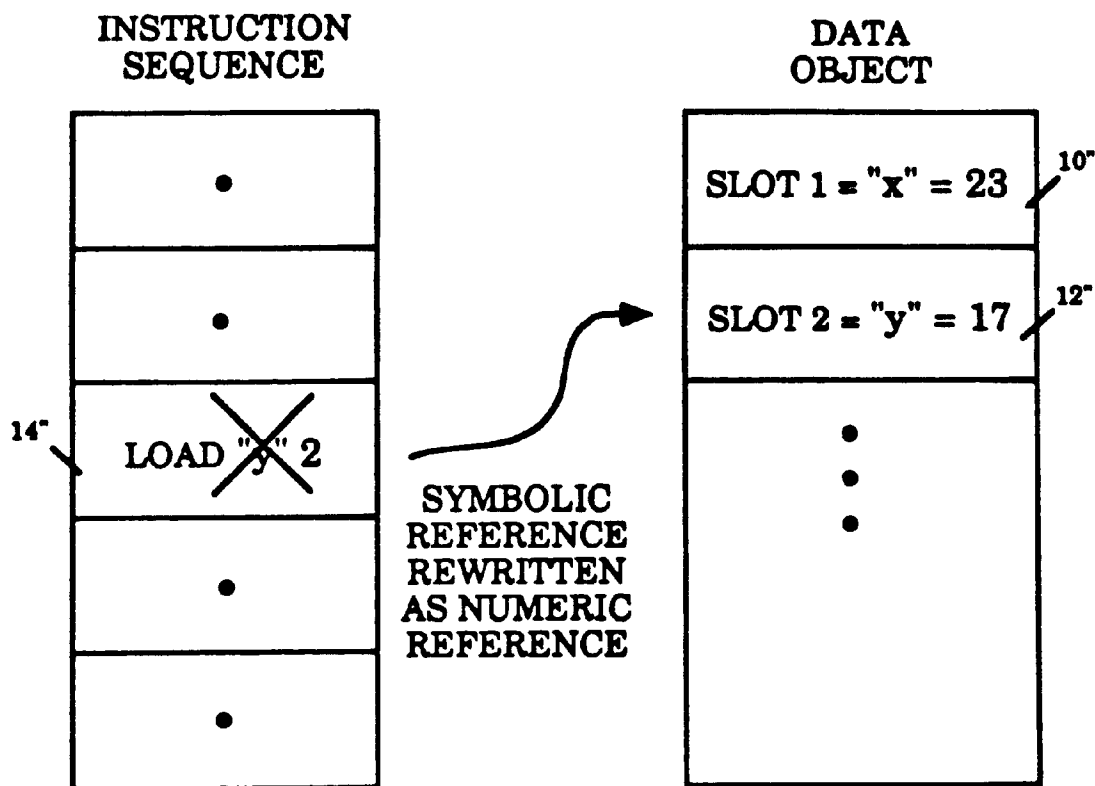 INSTRUCTION
SEQUENCE
DATA
OBJECT
SLOT 1 = "x" = 23
10"
SLOT 2 = "y" = 17
12"
14"
LOAD "y" 2
SYMBOLIC
REFERENCE
REWRITTEN
AS NUMERIC
REFERENCE